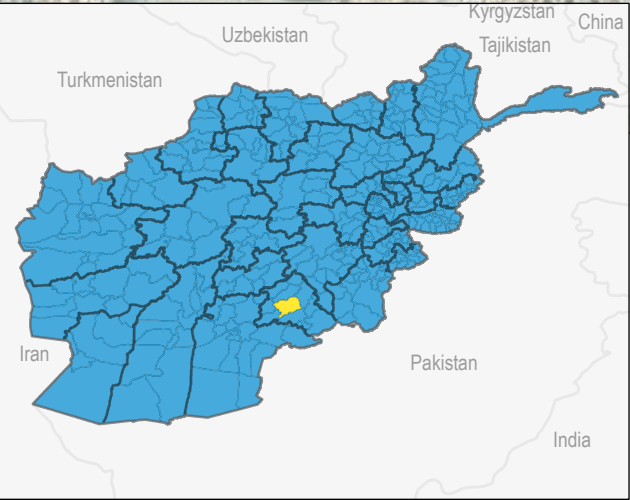 Kyrgyzstan
China
Uzbekistan
Tajikistan
Turkmenistan
Iran
Pakistan
India